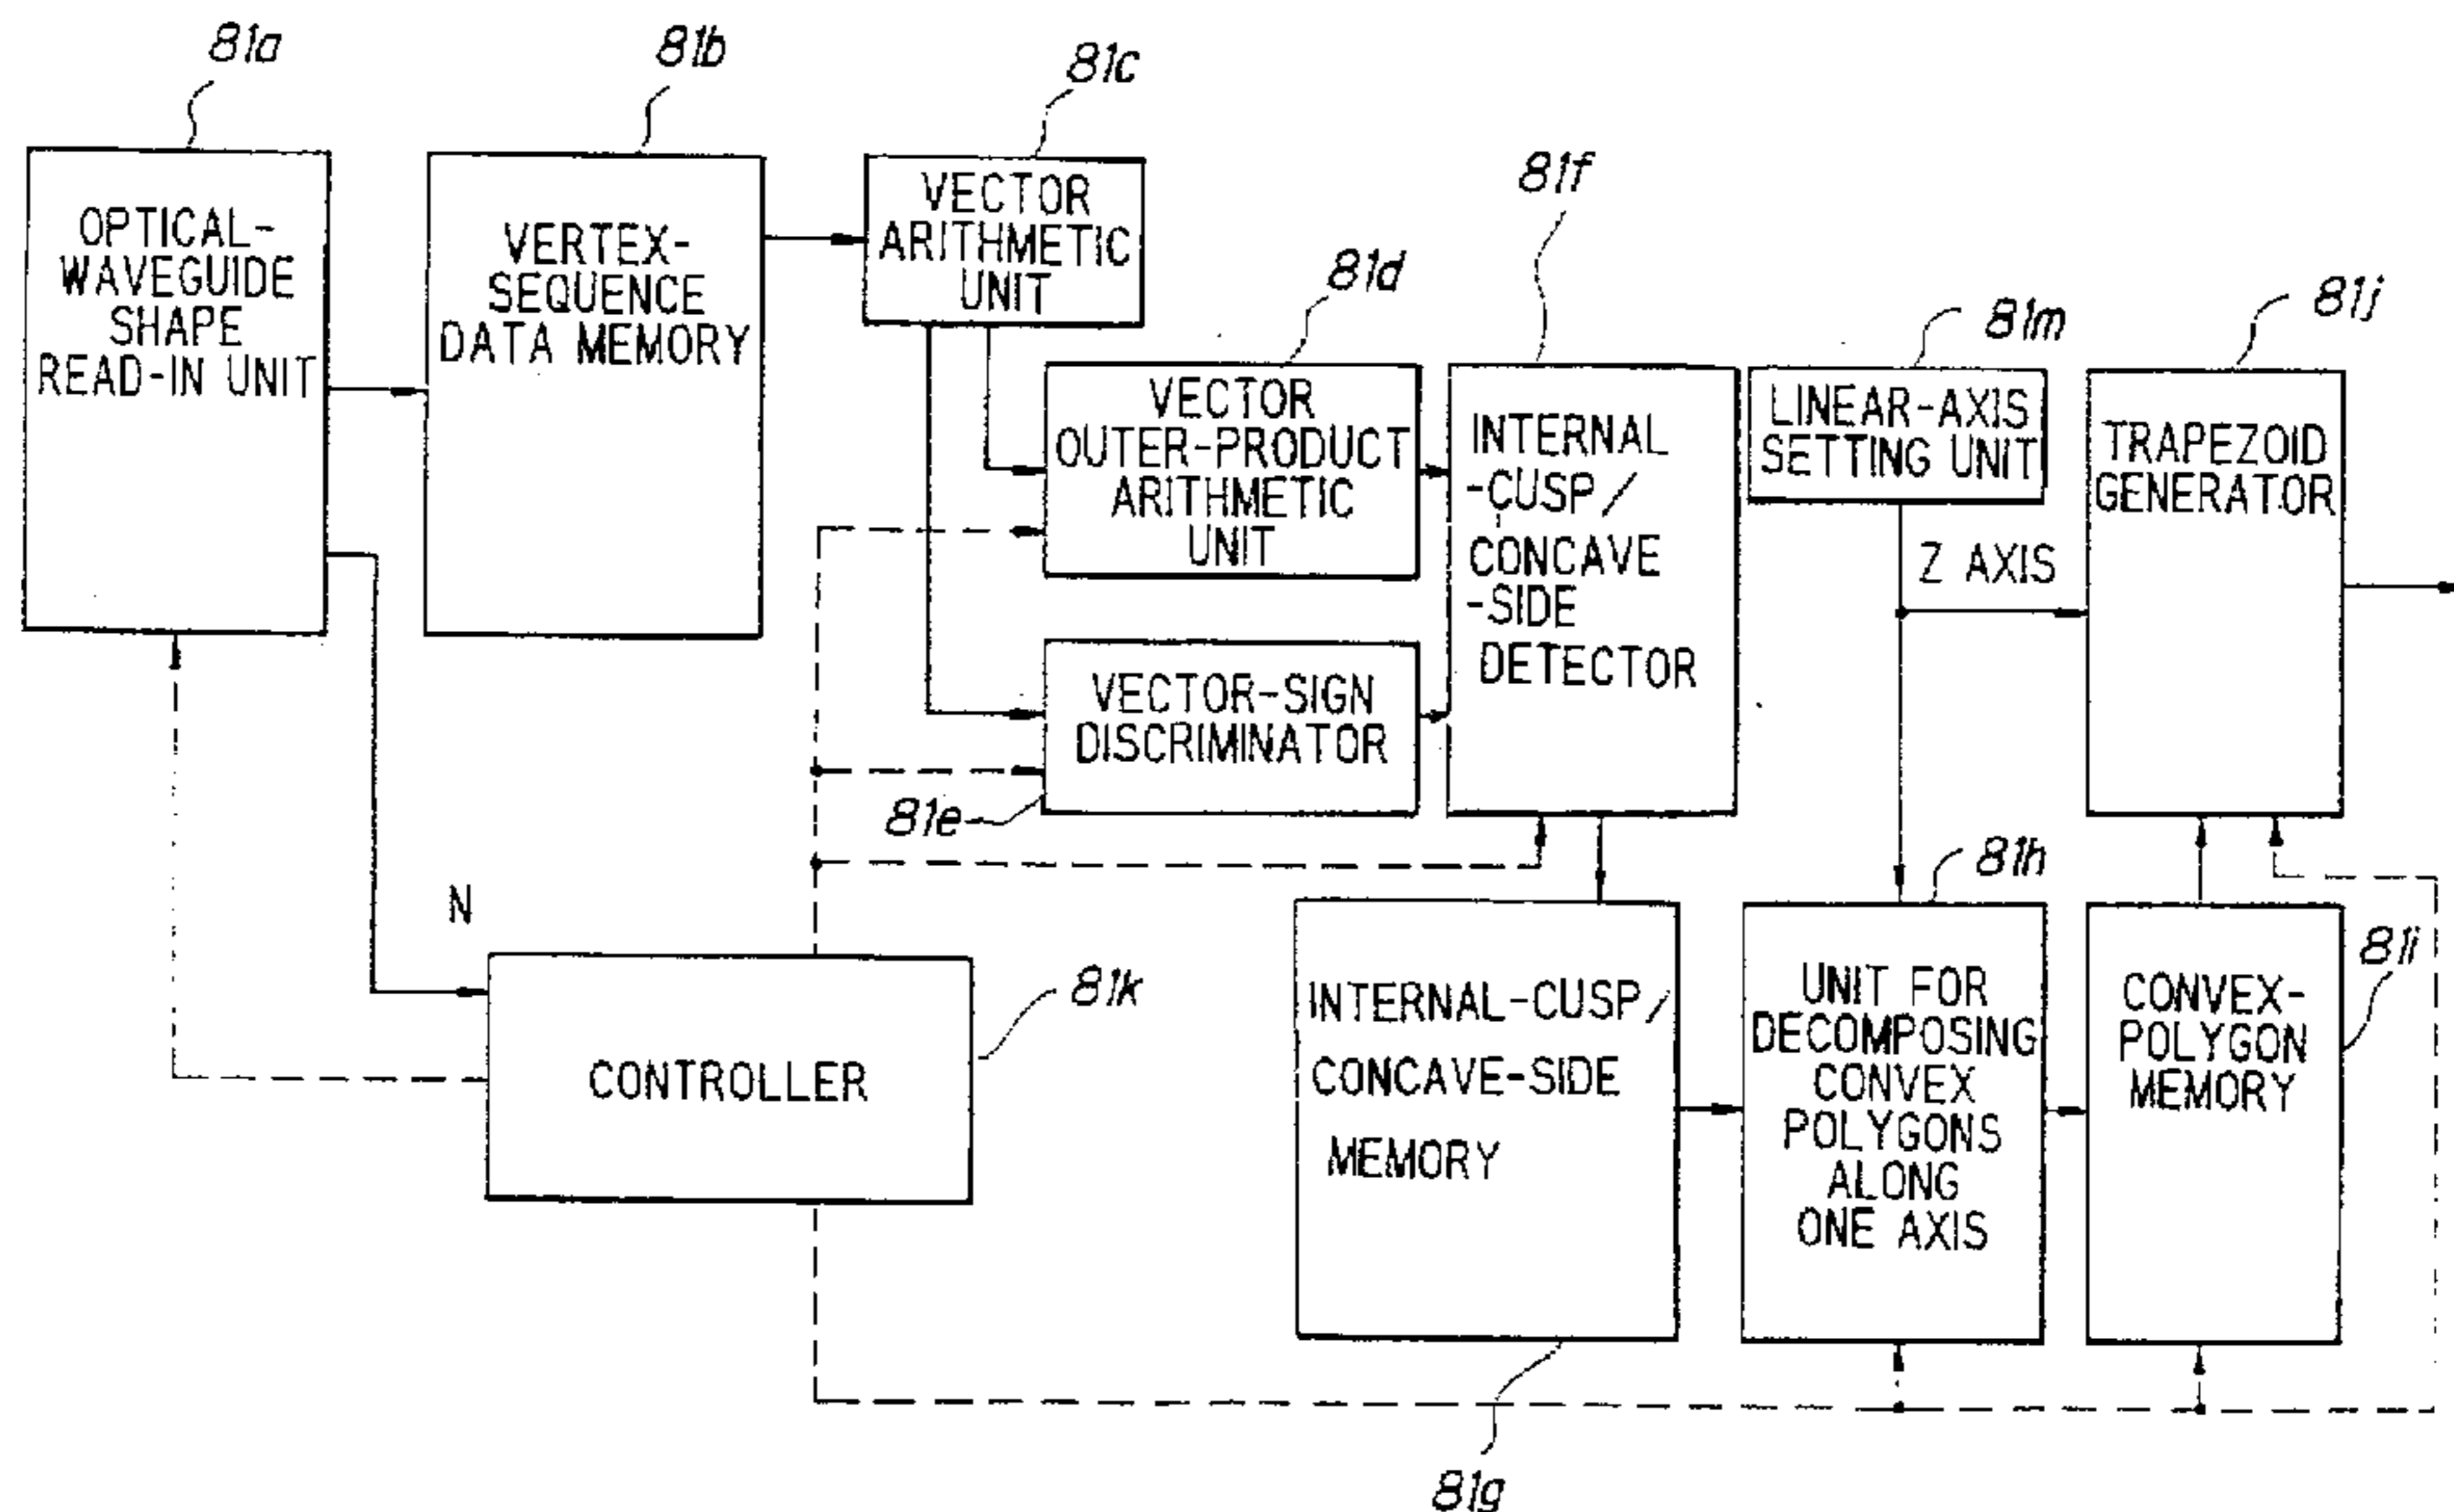 81a
81b
81c
81f
81d
81m
81j
OPTICAL-
WAVEGUIDE
SHAPE
READ-IN UNIT
VERTEX-
SEQUENCE
DATA MEMORY
VECTOR
ARITHMETIC
UNIT
VECTOR
OUTER-PRODUCT
ARITHMETIC
UNIT
INTERNAL
-CUSP/
CONCAVE
-SIDE
DETECTOR
LINEAR-AXIS
SETTING UNIT
TRAPEZOID
GENERATOR
Z AXIS
VECTOR-SIGN
DISCRIMINATOR
81e
81h
81i
N
81k
CONTROLLER
INTERNAL-CUSP/
CONCAVE-SIDE
MEMORY
UNIT FOR
DECOMPOSING
CONVEX
POLYGONS
ALONG
ONE AXIS
CONVEX-
POLYGON
MEMORY
81g